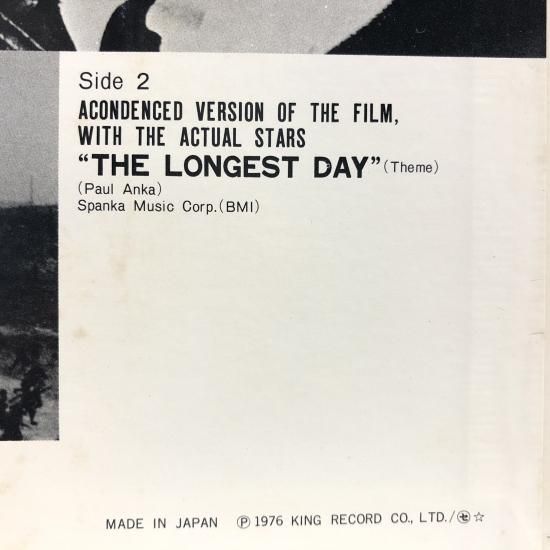 Side 2
ACONDENCED VERSION OF THE FILM,
WITH THE ACTUAL STARS
“THE LONGEST DAY”(Theme)
(Paul Anka)
Spanka Music Corp.(BMI)
MADE IN JAPAN ℗1976 KING RECORD CO., LTD./㋣☆